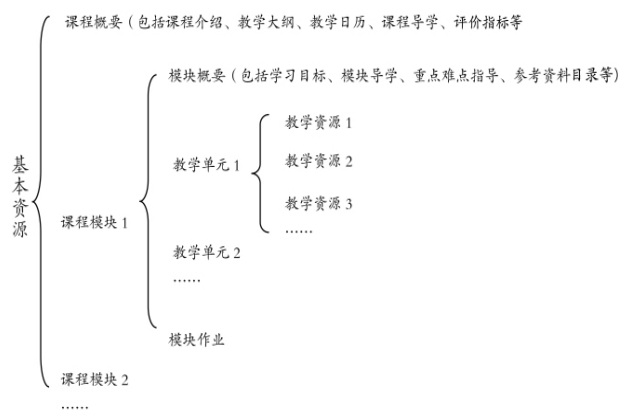 课程概要（包括课程介绍、教学大纲、教学日历、课程导学、评价指标等
模块概要（包括学习目标、模块导学、重点难点指导、参考资料目录等）
教学资源 1
教学单元 1
教学资源 2
教学资源 3
……
基本资源
课程模块 1
教学单元 2
……
模块作业
课程模块 2
……